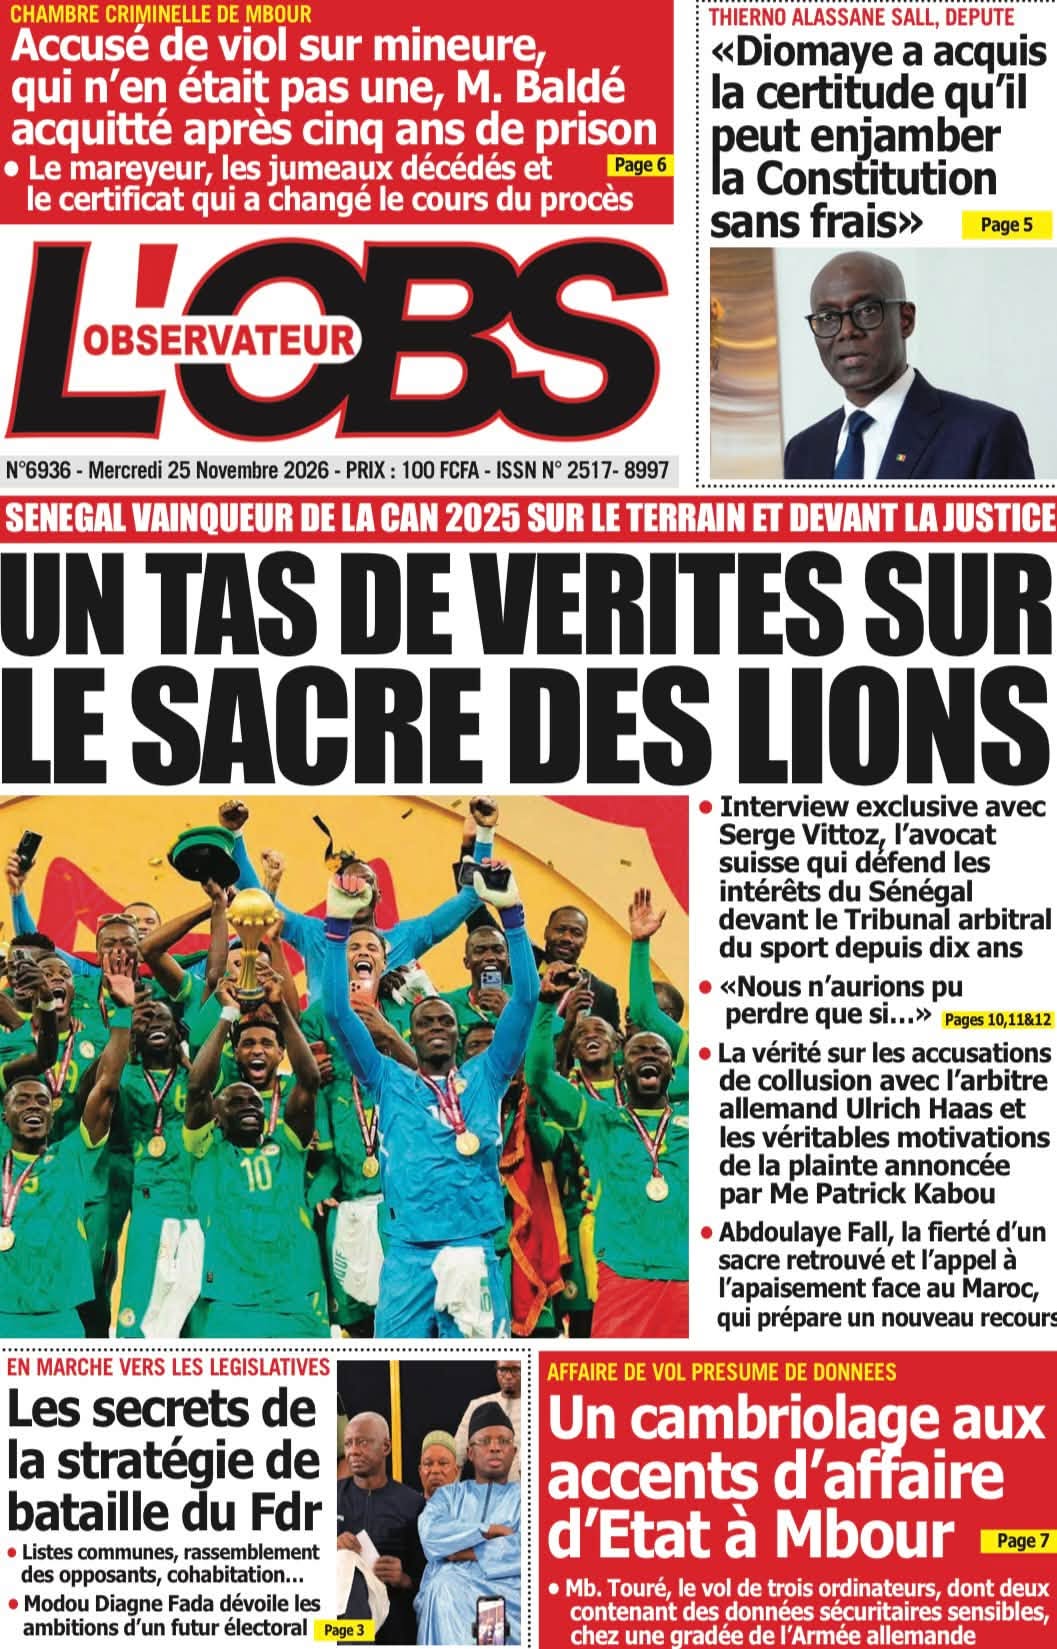 CHAMBRE CRIMINELLE DE MBOUR
Accusé de viol sur mineure,
qui n'en était pas une, M. Baldé
acquitté après cinq ans de prison
• Le mareyeur, les jumeaux décédés et
le certificat qui a changé le cours du procès
Page 6
THIERNO ALASSANE SALL, DEPUTE
«Diomaye a acquis
la certitude qu'il
peut enjamber
la Constitution
sans frais»
Page 5
L'OBS
OBSERVATEUR
N°6936 - Mercredi 25 Novembre 2026 - PRIX : 100 FCFA - ISSN N° 2517- 8997
SENEGAL VAINQUEUR DE LA CAN 2025 SUR LE TERRAIN ET DEVANT LA JUSTICE
UN TAS DE VERITES SUR
LE SACRE DES LIONS
• Interview exclusive avec
Serge Vittoz, l'avocat
suisse qui défend les
intérêts du Sénégal
devant le Tribunal arbitral
du sport depuis dix ans
• «Nous n'aurions pu
perdre que si...»
Pages 10,11&12
• La vérité sur les accusations
de collusion avec l'arbitre
allemand Ulrich Haas et
les véritables motivations
de la plainte annoncée
par Me Patrick Kabou
• Abdoulaye Fall, la fierté d'un
sacre retrouvé et l'appel à
l'apaisement face au Maroc,
qui prépare un nouveau recours
10
EN MARCHE VERS LES LEGISLATIVES
Les secrets de
la stratégie de
bataille du Fdr
• Listes communes, rassemblement
des opposants, cohabitation...
• Modou Diagne Fada dévoile les
ambitions d'un futur électoral
Page 3
AFFAIRE DE VOL PRESUME DE DONNEES
Un cambriolage aux
accents d'affaire
d'Etat à Mbour
Page 7
• Mb. Touré, le vol de trois ordinateurs, dont deux
contenant des données sécuritaires sensibles,
chez une gradée de l'Armée allemande